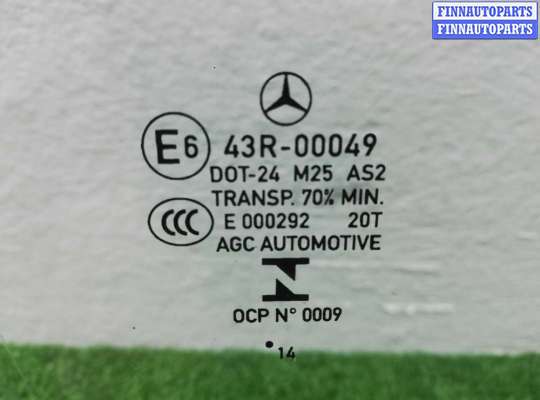 FINNAUTOPARTS
FINNAUTOPARTS
E6 43R-00049
DOT-24 M25 AS2
TRANSP. 70% MIN.
CCC E 000292 20T
AGC AUTOMOTIVE
N
OCP N° 0009
• 14